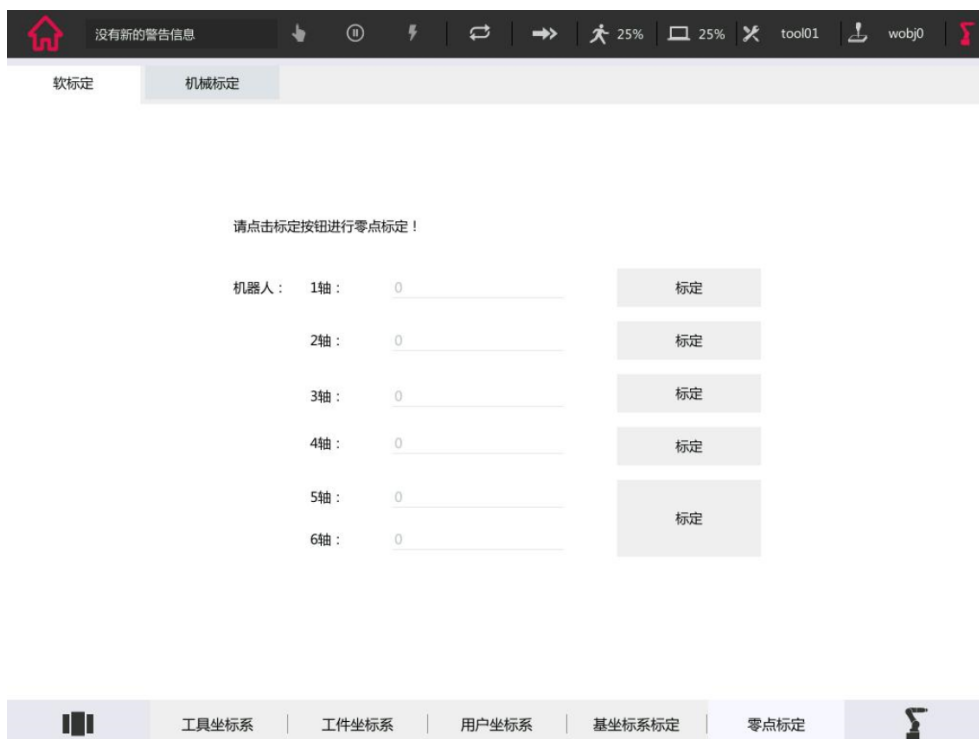 没有新的警告信息 25% 25% tool01 wobj0
软标定 机械标定
请点击标定按钮进行零点标定！
机器人： 1轴： 0 标定
2轴： 0 标定
3轴： 0 标定
4轴： 0 标定
5轴： 0
标定
6轴： 0
工具坐标系 工件坐标系 用户坐标系 基坐标系标定 零点标定